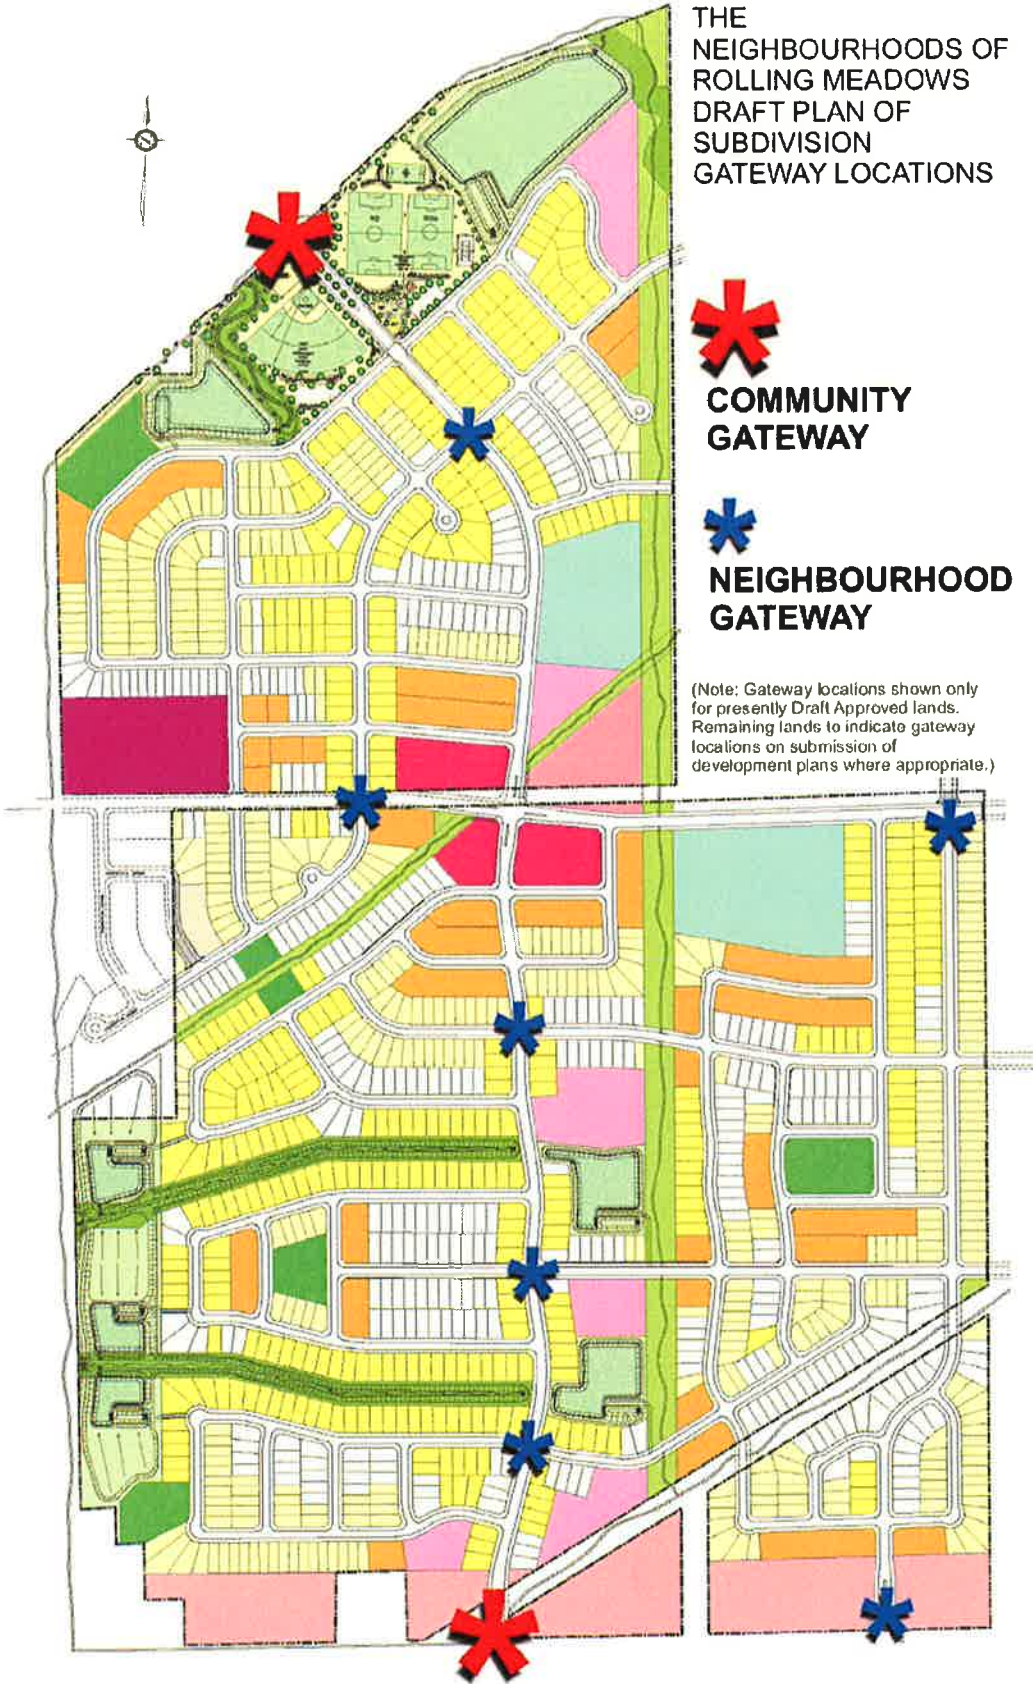 THE
NEIGHBOURHOODS OF
ROLLING MEADOWS
DRAFT PLAN OF
SUBDIVISION
GATEWAY LOCATIONS
COMMUNITY
GATEWAY
NEIGHBOURHOOD
GATEWAY
(Note: Gateway locations shown only
for presently Draft Approved lands.
Remaining lands to indicate gateway
locations on submission of
development plans where appropriate.)